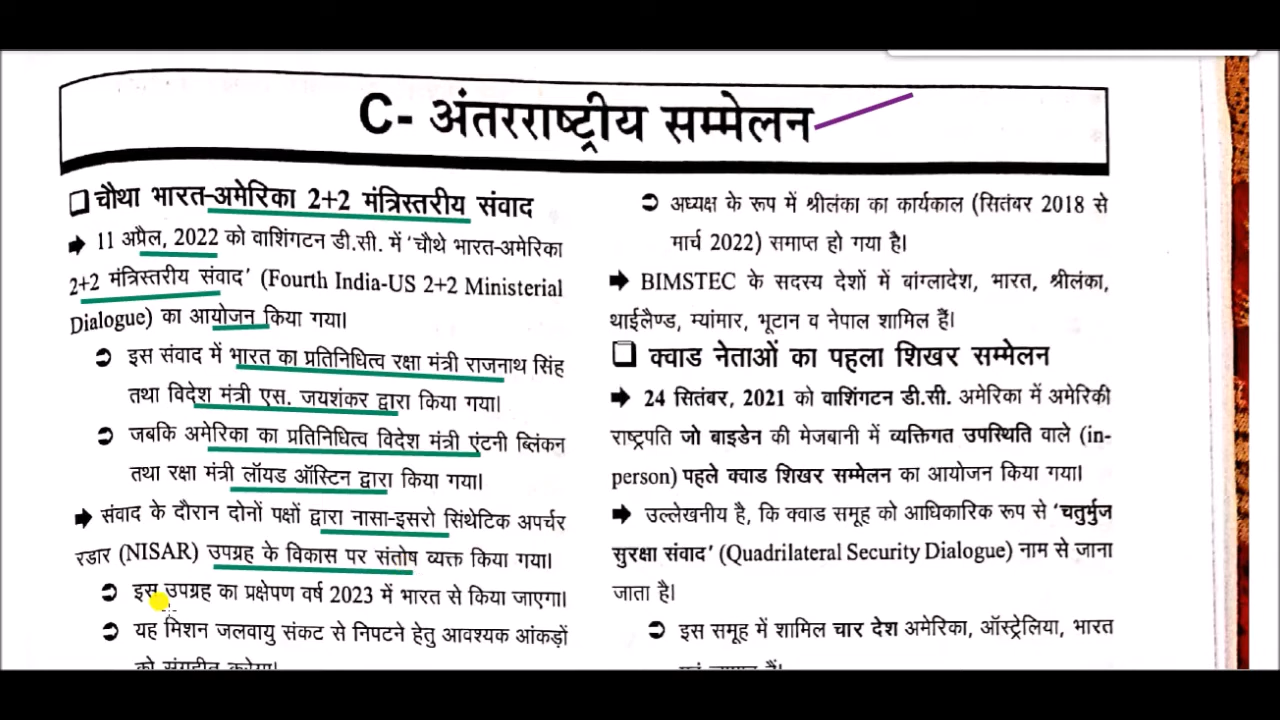 C- अंतरराष्ट्रीय सम्मेलन
❑ चौथा भारत-अमेरिका 2+2 मंत्रिस्तरीय संवाद
➡ 11 अप्रैल, 2022 को वाशिंगटन डी.सी. में 'चौथे भारत-अमेरिका
2+2 मंत्रिस्तरीय संवाद' (Fourth India-US 2+2 Ministerial
Dialogue) का आयोजन किया गया।
➲ इस संवाद में भारत का प्रतिनिधित्व रक्षा मंत्री राजनाथ सिंह
तथा विदेश मंत्री एस. जयशंकर द्वारा किया गया।
➲ जबकि अमेरिका का प्रतिनिधित्व विदेश मंत्री एंटनी ब्लिंकन
तथा रक्षा मंत्री लॉयड ऑस्टिन द्वारा किया गया।
➡ संवाद के दौरान दोनों पक्षों द्वारा नासा-इसरो सिंथेटिक अपर्चर
रडार (NISAR) उपग्रह के विकास पर संतोष व्यक्त किया गया।
➲ इस उपग्रह का प्रक्षेपण वर्ष 2023 में भारत से किया जाएगा।
➲ यह मिशन जलवायु संकट से निपटने हेतु आवश्यक आंकड़ों
को संगृहीत करेगा।
➲ अध्यक्ष के रूप में श्रीलंका का कार्यकाल (सितंबर 2018 से
मार्च 2022) समाप्त हो गया है।
➡ BIMSTEC के सदस्य देशों में बांग्लादेश, भारत, श्रीलंका,
थाईलैण्ड, म्यांमार, भूटान व नेपाल शामिल हैं।
❑ क्वाड नेताओं का पहला शिखर सम्मेलन
➡ 24 सितंबर, 2021 को वाशिंगटन डी.सी. अमेरिका में अमेरिकी
राष्ट्रपति जो बाइडेन की मेजबानी में व्यक्तिगत उपस्थिति वाले (in-
person) पहले क्वाड शिखर सम्मेलन का आयोजन किया गया।
➡ उल्लेखनीय है, कि क्वाड समूह को आधिकारिक रूप से 'चतुर्भुज
सुरक्षा संवाद' (Quadrilateral Security Dialogue) नाम से जाना
जाता है।
➲ इस समूह में शामिल चार देश अमेरिका, ऑस्ट्रेलिया, भारत